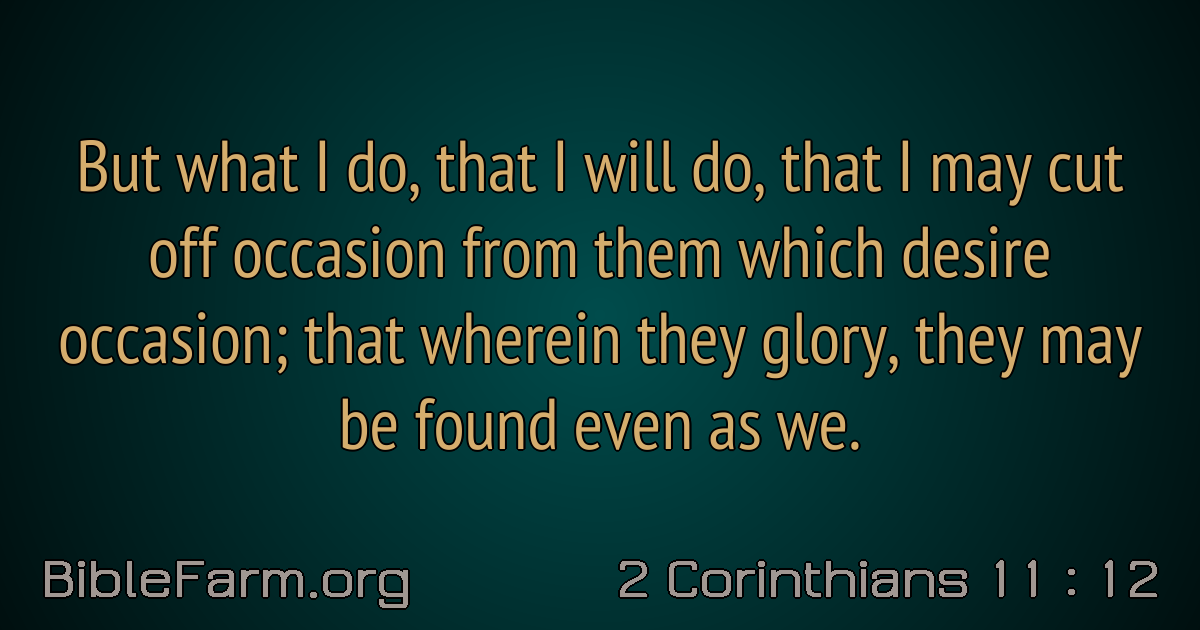 But what I do, that I will do, that I may cut
off occasion from them which desire
occasion; that wherein they glory, they may
be found even as we.
BibleFarm.org
2 Corinthians 11 : 12